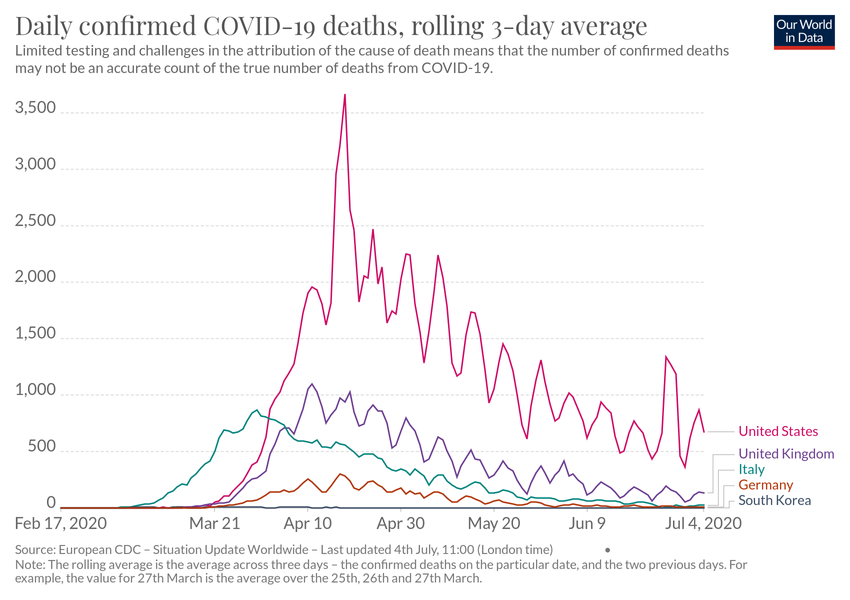 Daily confirmed COVID-19 deaths, rolling 3-day average
Our World
in Data
Limited testing and challenges in the attribution of the cause of death means that the number of confirmed deaths
may not be an accurate count of the true number of deaths from COVID-19.
3,500
3,000
2,500
2,000
1,500
1,000
500
0
United States
United Kingdom
Italy
Germany
South Korea
Feb 17, 2020
Mar 21
Apr 10
Apr 30
May 20
Jun 9
Jul 4, 2020
Source: European CDC – Situation Update Worldwide – Last updated 4th July, 11:00 (London time)
Note: The rolling average is the average across three days – the confirmed deaths on the particular date, and the two previous days. For
example, the value for 27th March is the average over the 25th, 26th and 27th March.